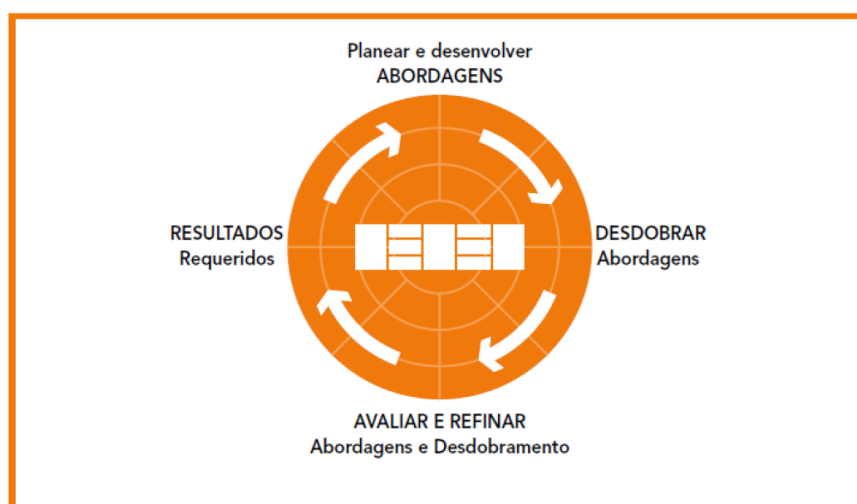 Planear e desenvolver
ABORDAGENS
RESULTADOS
Requeridos
DESDOBRAR
Abordagens
AVALIAR E REFINAR
Abordagens e Desdobramento